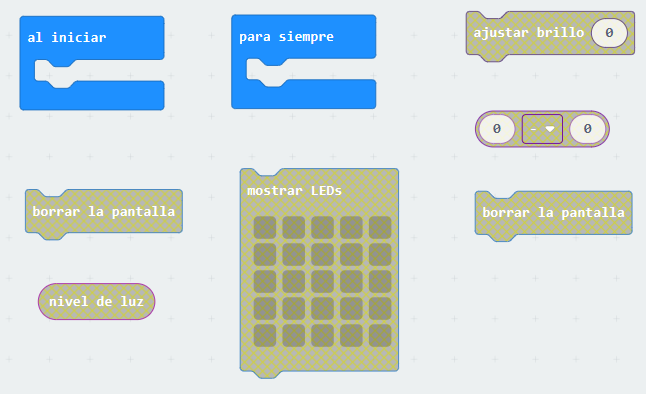 al iniciar
para siempre
ajustar brillo 0
0 - 0
borrar la pantalla
mostrar LEDs
borrar la pantalla
nivel de luz